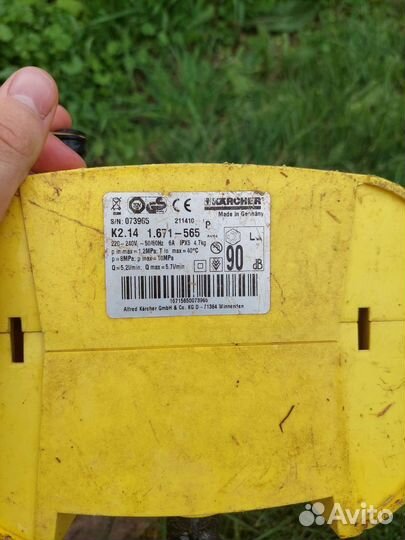 KÄRCHER
Made in Germany
S/N: 073965 211410
K2.14 1.671-565
220-240V, ~50/60Hz 6A IPX5 4,7kg
p in max = 1,2MPa; T in max = 40°C
p = 8MPa; p max = 10MPa
Q = 5,2l/min; Q max = 5,7l/min
90
dB
16715650073965
Alfred Kärcher GmbH & Co. KG D - 71364 Winnenden
Avito